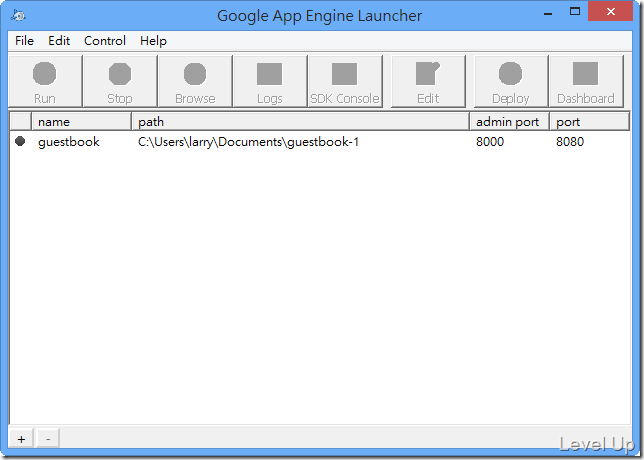 Google App Engine Launcher
File Edit Control Help
Run Stop Browse Logs SDK Console Edit Deploy Dashboard
name path admin port port
guestbook C:\Users\larry\Documents\guestbook-1 8000 8080
+ -
Level Up